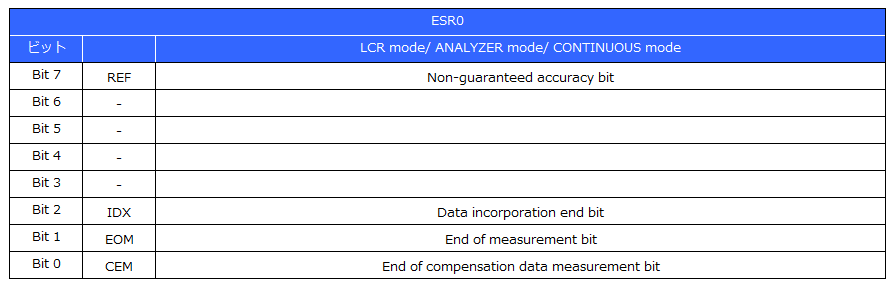 ESR0
ビット LCR mode/ ANALYZER mode/ CONTINUOUS mode
Bit 7 REF Non-guaranteed accuracy bit
Bit 6 -
Bit 5 -
Bit 4 -
Bit 3 -
Bit 2 IDX Data incorporation end bit
Bit 1 EOM End of measurement bit
Bit 0 CEM End of compensation data measurement bit